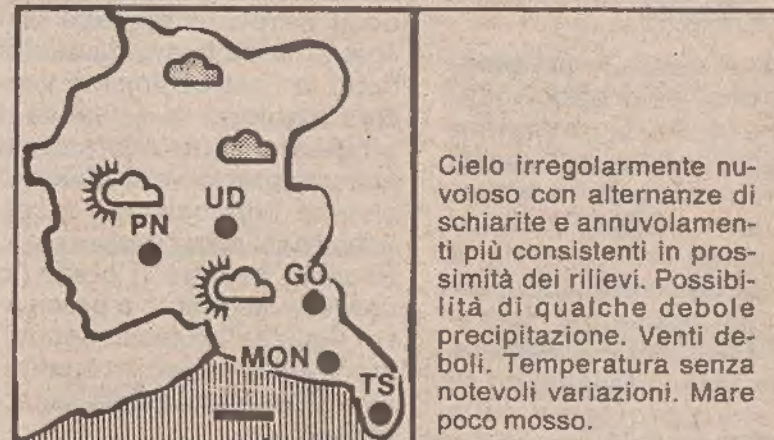 UD
PN
GO
MON
TS
Cielo irregolarmente nu-
voloso con alternanze di
schiarite e annuvolamen-
ti più consistenti in pros-
simità dei rilievi. Possibi-
lità di qualche debole
precipitazione. Venti de-
boli. Temperatura senza
notevoli variazioni. Mare
poco mosso.